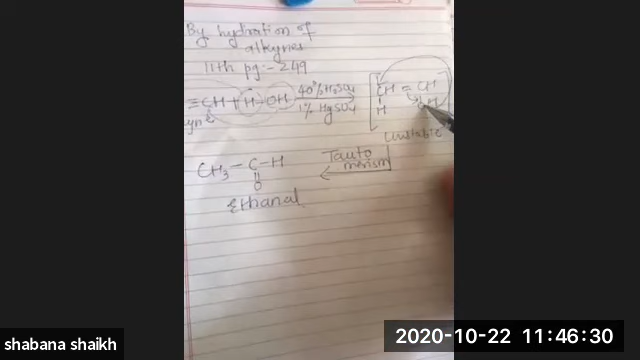 By hydration of
alkynes
11th pg:- 249
≡CH + H-OH 40% H₂SO₄ [CH = CH
1% HgSO₄ H
Unstable
CH₃ - C - H Tauto
O merism
Ethanal
shabana shaikh
2020-10-22 11:46:30